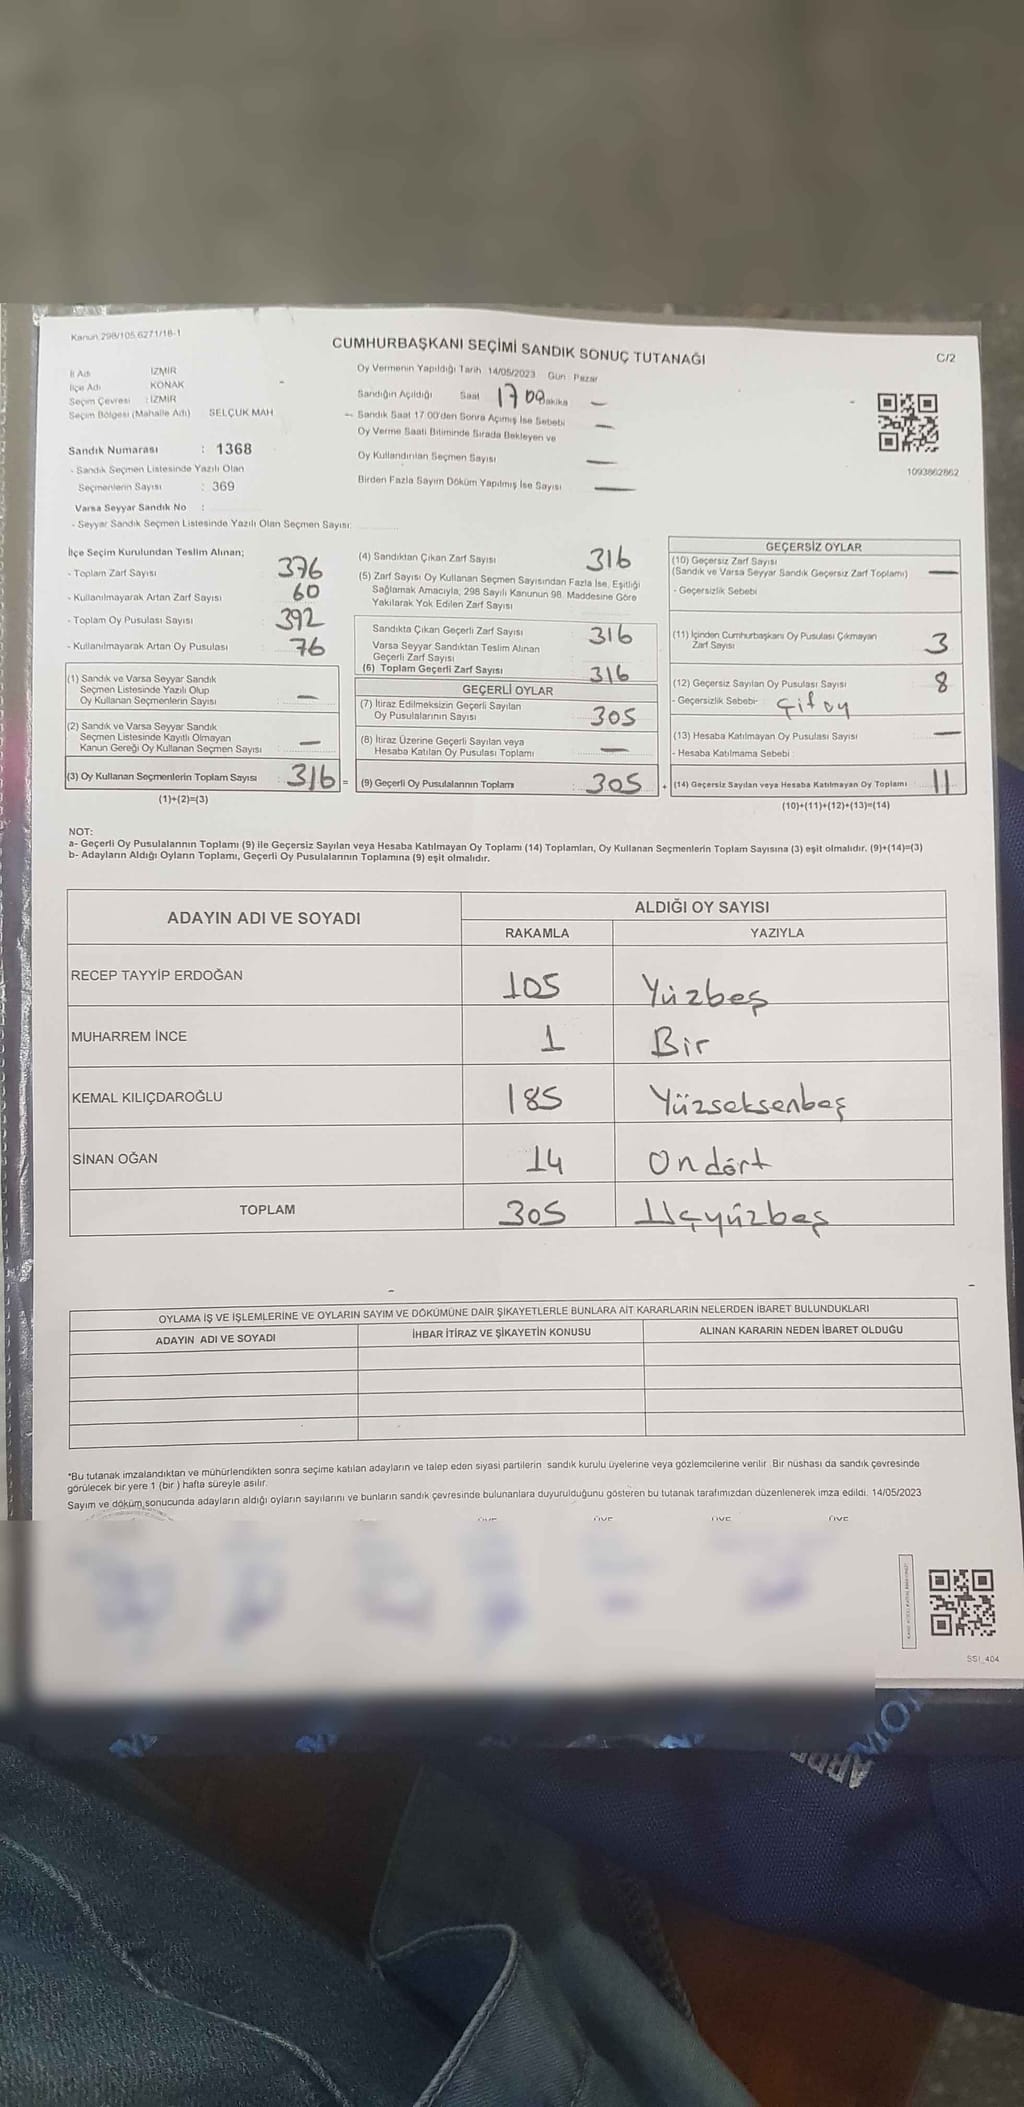 Kanun 298/105,6271/16-1
CUMHURBAŞKANI SEÇİMİ SANDIK SONUÇ TUTANAĞI
C/2
İl Adı İZMİR
İlçe Adı KONAK
Seçim Çevresi : İZMİR
Seçim Bölgesi (Mahalle Adı) : SELÇUK MAH
Oy Vermenin Yapıldığı Tarih 14/05/2023 Gün : Pazar
Sandığın Açıldığı Saat 17 00 Dakika —
Sandık Saat 17.00'den Sonra Açımış İse Sebebi —
Oy Verme Saati Bitiminde Sırada Bekleyen ve
Oy Kullandırılan Seçmen Sayısı —
Birden Fazla Sayım Döküm Yapılmış İse Sayısı —
1093862862
Sandık Numarası : 1368
- Sandık Seçmen Listesinde Yazılı Olan
Seçmenlerin Sayısı : 369
Varsa Seyyar Sandık No :
- Seyyar Sandık Seçmen Listesinde Yazılı Olan Seçmen Sayısı:
İlçe Seçim Kurulundan Teslim Alınan;
- Toplam Zarf Sayısı 376
- Kullanılmayarak Artan Zarf Sayısı 60
- Toplam Oy Pusulası Sayısı 392
- Kullanılmayarak Artan Oy Pusulası 76
(1) Sandık ve Varsa Seyyar Sandık
Seçmen Listesinde Yazılı Olup
Oy Kullanan Seçmenlerin Sayısı —
(2) Sandık ve Varsa Seyyar Sandık
Seçmen Listesinde Kayıtlı Olmayan
Kanun Gereği Oy Kullanan Seçmen Sayısı —
(3) Oy Kullanan Seçmenlerin Toplam Sayısı 316 =
(1)+(2)=(3)
(4) Sandıktan Çıkan Zarf Sayısı 316
(5) Zarf Sayısı Oy Kullanan Seçmen Sayısından Fazla İse, Eşitliği
Sağlamak Amacıyla, 298 Sayılı Kanunun 98. Maddesine Göre
Yakılarak Yok Edilen Zarf Sayısı
Sandıkta Çıkan Geçerli Zarf Sayısı 316
Varsa Seyyar Sandıktan Teslim Alınan
Geçerli Zarf Sayısı
(6) Toplam Geçerli Zarf Sayısı 316
GEÇERLİ OYLAR
(7) İtiraz Edilmeksizin Geçerli Sayılan
Oy Pusulalarının Sayısı 305
(8) İtiraz Üzerine Geçerli Sayılan veya
Hesaba Katılan Oy Pusulası Toplamı —
(9) Geçerli Oy Pusulalarının Toplamı : 305 +
GEÇERSİZ OYLAR
(10) Geçersiz Zarf Sayısı
(Sandık ve Varsa Seyyar Sandık Geçersiz Zarf Toplamı) —
- Geçersizlik Sebebi
(11) İçinden Cumhurbaşkanı Oy Pusulası Çıkmayan
Zarf Sayısı 3
(12) Geçersiz Sayılan Oy Pusulası Sayısı 8
- Geçersizlik Sebebi- Çift oy
(13) Hesaba Katılmayan Oy Pusulası Sayısı —
- Hesaba Katılmama Sebebi :
(14) Geçersiz Sayılan veya Hesaba Katılmayan Oy Toplamı 11
(10)+(11)+(12)+(13)=(14)
NOT:
a- Geçerli Oy Pusulalarının Toplamı (9) ile Geçersiz Sayılan veya Hesaba Katılmayan Oy Toplamı (14) Toplamları, Oy Kullanan Seçmenlerin Toplam Sayısına (3) eşit olmalıdır. (9)+(14)=(3)
b- Adayların Aldığı Oyların Toplamı, Geçerli Oy Pusulalarının Toplamına (9) eşit olmalıdır.
ADAYIN ADI VE SOYADI
ALDIĞI OY SAYISI
RAKAMLA YAZIYLA
RECEP TAYYİP ERDOĞAN 105 Yüzbeş
MUHARREM İNCE 1 Bir
KEMAL KILIÇDAROĞLU 185 Yüzseksenbeş
SİNAN OĞAN 14 Ondört
TOPLAM 305 Üçyüzbeş
OYLAMA İŞ VE İŞLEMLERİNE VE OYLARIN SAYIM VE DÖKÜMÜNE DAİR ŞİKAYETLERLE BUNLARA AİT KARARLARIN NELERDEN İBARET BULUNDUKLARI
ADAYIN ADI VE SOYADI İHBAR İTİRAZ VE ŞİKAYETİN KONUSU ALINAN KARARIN NEDEN İBARET OLDUĞU
*Bu tutanak imzalandıktan ve mühürlendikten sonra seçime katılan adayların ve talep eden siyasi partilerin sandık kurulu üyelerine veya gözlemcilerine verilir. Bir nüshası da sandık çevresinde
görülecek bir yere 1 (bir ) hafta süreyle asılır.
Sayım ve döküm sonucunda adayların aldığı oyların sayılarını ve bunların sandık çevresinde bulunanlara duyurulduğunu gösteren bu tutanak tarafımızdan düzenlenerek imza edildi. 14/05/2023
ÜYE ÜYE ÜYE ÜYE
SSI_404